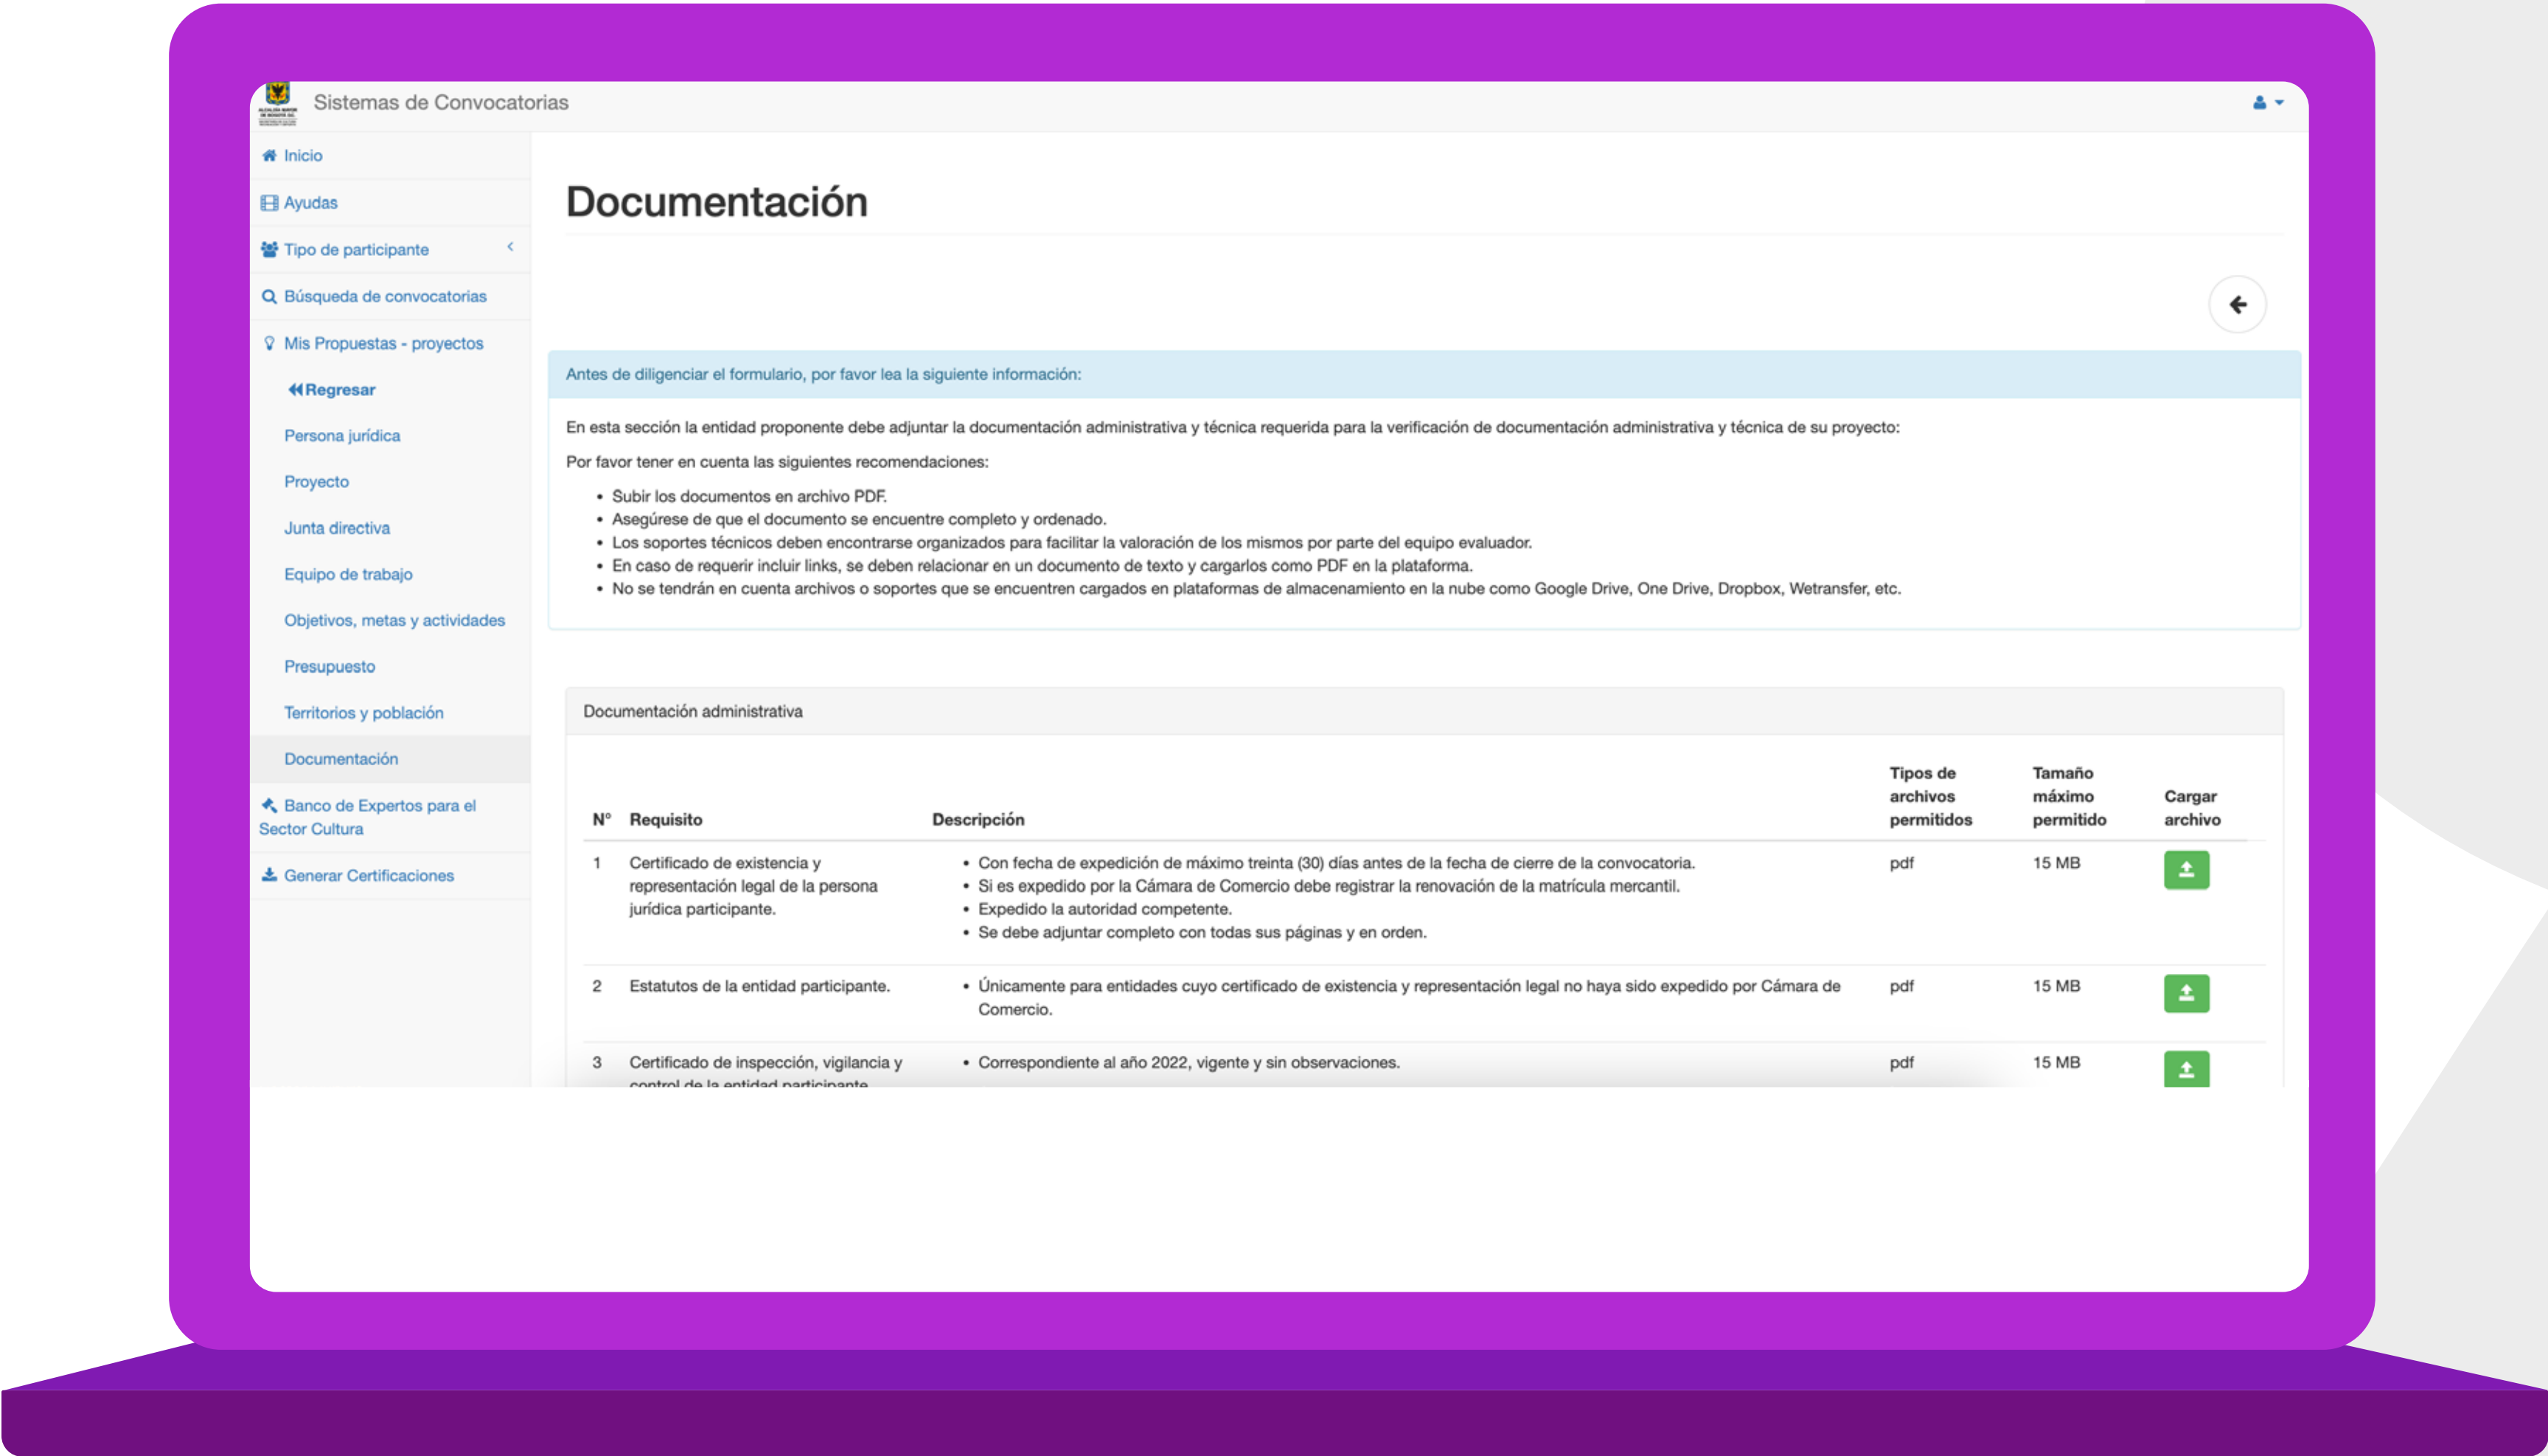 ALCALDÍA MAYOR
DE BOGOTÁ D.C.
Sistemas de Convocatorias
Inicio
Ayudas
Tipo de participante
Búsqueda de convocatorias
Mis Propuestas - proyectos
Regresar
Persona jurídica
Proyecto
Junta directiva
Equipo de trabajo
Objetivos, metas y actividades
Presupuesto
Territorios y población
Documentación
Banco de Expertos para el
Sector Cultura
Generar Certificaciones
Documentación
Antes de diligenciar el formulario, por favor lea la siguiente información:
En esta sección la entidad proponente debe adjuntar la documentación administrativa y técnica requerida para la verificación de documentación administrativa y técnica de su proyecto:
Por favor tener en cuenta las siguientes recomendaciones:
• Subir los documentos en archivo PDF.
• Asegúrese de que el documento se encuentre completo y ordenado.
• Los soportes técnicos deben encontrarse organizados para facilitar la valoración de los mismos por parte del equipo evaluador.
• En caso de requerir incluir links, se deben relacionar en un documento de texto y cargarlos como PDF en la plataforma.
• No se tendrán en cuenta archivos o soportes que se encuentren cargados en plataformas de almacenamiento en la nube como Google Drive, One Drive, Dropbox, Wetransfer, etc.
Documentación administrativa
N° Requisito Descripción
Tipos de
archivos
permitidos
Tamaño
máximo
permitido
Cargar
archivo
1
Certificado de existencia y
representación legal de la persona
jurídica participante.
• Con fecha de expedición de máximo treinta (30) días antes de la fecha de cierre de la convocatoria.
• Si es expedido por la Cámara de Comercio debe registrar la renovación de la matrícula mercantil.
• Expedido la autoridad competente.
• Se debe adjuntar completo con todas sus páginas y en orden.
pdf
15 MB
2
Estatutos de la entidad participante.
• Únicamente para entidades cuyo certificado de existencia y representación legal no haya sido expedido por Cámara de
Comercio.
pdf
15 MB
3
Certificado de inspección, vigilancia y
control de la entidad participante
• Correspondiente al año 2022, vigente y sin observaciones.
pdf
15 MB